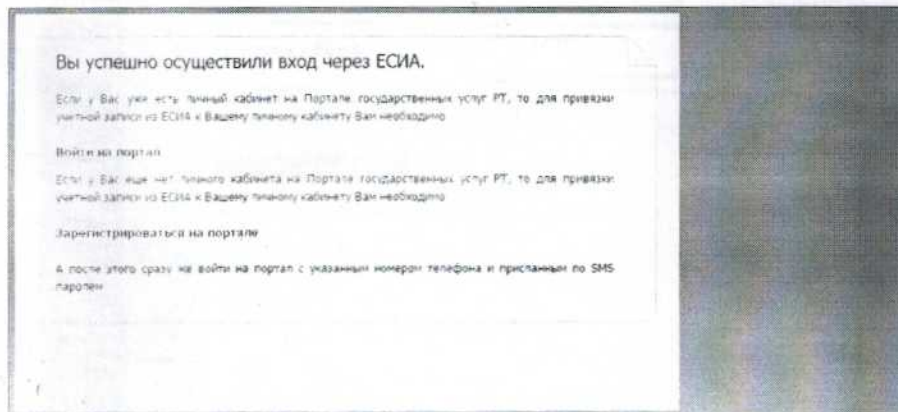 Вы успешно осуществили вход через ЕСИА.
Если у Вас уже есть личный кабинет на Портале государственных услуг РТ, то для привязки
учетной записи из ЕСИА к Вашему личному кабинету Вам необходимо
Войти на портал
Если у Вас еще нет личного кабинета на Портале государственных услуг РТ, то для привязки
учетной записи из ЕСИА к Вашему личному кабинету Вам необходимо
Зарегистрироваться на портале
А после этого сразу же войти на портал с указанным номером телефона и присланным по SMS
паролем